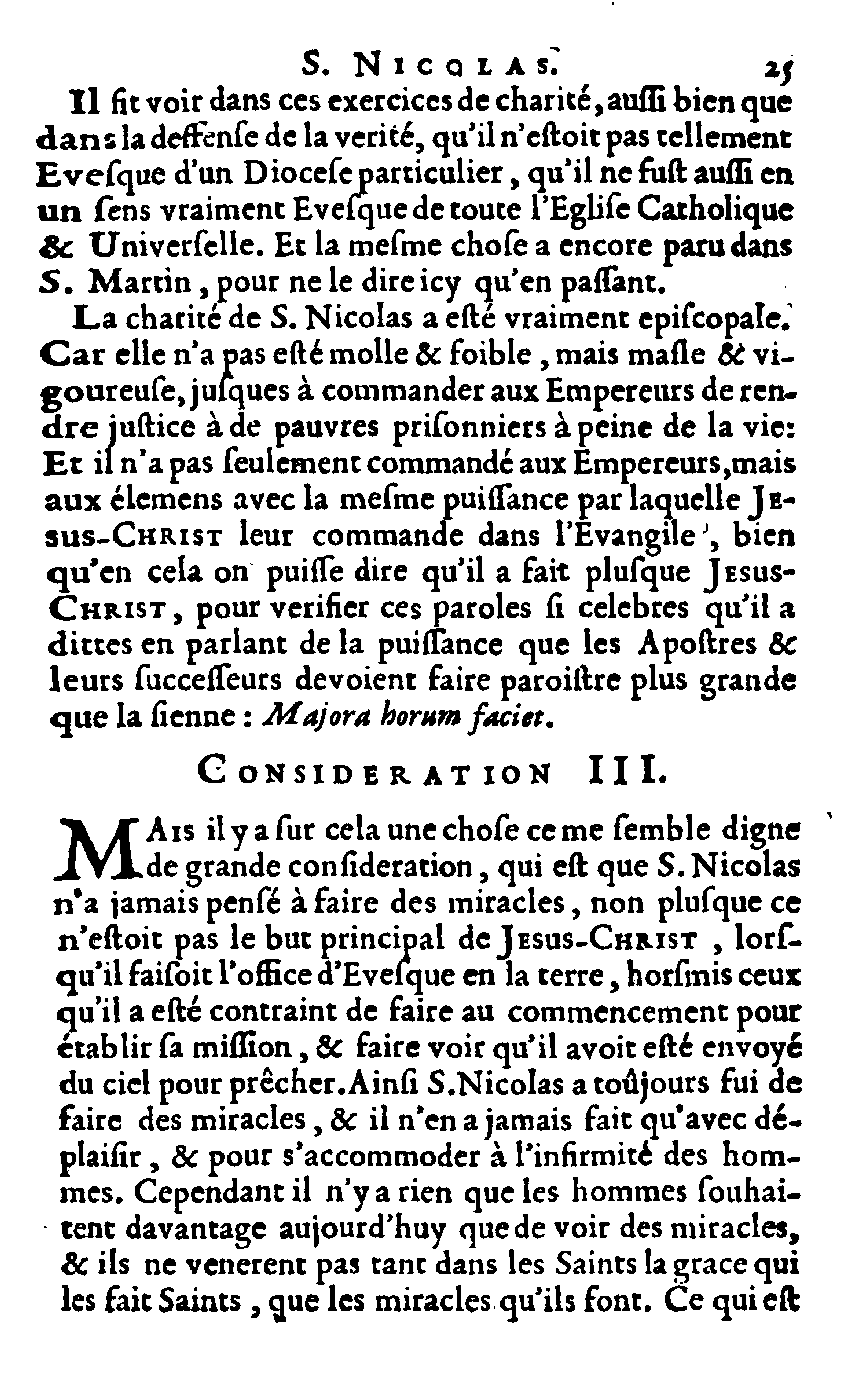 S. NICOLAS. 25
Il fit voir dans ces exercices de charité, auſſi bien que
dans la deffenſe de la verité, qu'il n'eſtoit pas tellement
Eveſque d'un Dioceſe particulier, qu'il ne fuſt auſſi en
un ſens vraiment Eveſque de toute l'Egliſe Catholique
& Univerſelle. Et la meſme choſe a encore paru dans
S. Martin, pour ne le dire icy qu'en paſſant.
La charité de S. Nicolas a eſté vraiment epiſcopale.
Car elle n'a pas eſté molle & foible, mais maſle & vi-
goureuſe, juſques à commander aux Empereurs de ren-
dre juſtice à de pauvres priſonniers à peine de la vie:
Et il n'a pas ſeulement commandé aux Empereurs, mais
aux élemens avec la meſme puiſſance par laquelle JE-
SUS-CHRIST leur commande dans l'Evangile, bien
qu'en cela on puiſſe dire qu'il a fait pluſque JESUS-
CHRIST, pour verifier ces paroles ſi celebres qu'il a
dittes en parlant de la puiſſance que les Apoſtres &
leurs ſucceſſeurs devoient faire paroiſtre plus grande
que la ſienne : Majora horum faciet.
CONSIDERATION III.
MAIS il y a ſur cela une choſe ce me ſemble digne
de grande conſideration, qui eſt que S. Nicolas
n'a jamais penſé à faire des miracles, non pluſque ce
n'eſtoit pas le but principal de JESUS-CHRIST, lorſ-
qu'il faiſoit l'office d'Eveſque en la terre, horſmis ceux
qu'il a eſté contraint de faire au commencement pour
établir ſa miſſion, & faire voir qu'il avoit eſté envoyé
du ciel pour prêcher. Ainſi S. Nicolas a toûjours fui de
faire des miracles, & il n'en a jamais fait qu'avec dé-
plaiſir, & pour s'accommoder à l'infirmité des hom-
mes. Cependant il n'y a rien que les hommes ſouhai-
tent davantage aujourd'huy que de voir des miracles,
& ils ne venerent pas tant dans les Saints la grace qui
les fait Saints, que les miracles qu'ils font. Ce qui eſt